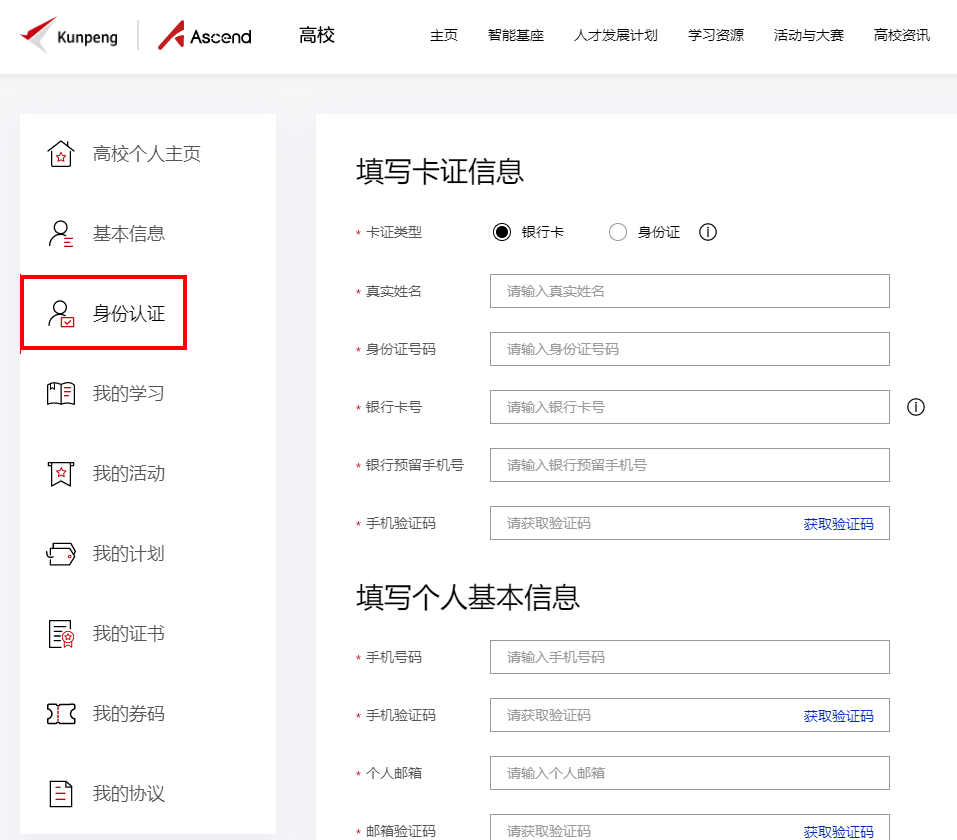 Kunpeng Ascend 高校 主页 智能基座 人才发展计划 学习资源 活动与大赛 高校资讯
高校个人主页
基本信息
身份认证
我的学习
我的活动
我的计划
我的证书
我的券码
我的协议
填写卡证信息
* 卡证类型 银行卡 身份证
* 真实姓名 请输入真实姓名
* 身份证号码 请输入身份证号码
* 银行卡号 请输入银行卡号
* 银行预留手机号 请输入银行预留手机号
* 手机验证码 请获取验证码 获取验证码
填写个人基本信息
* 手机号码 请输入手机号码
* 手机验证码 请获取验证码 获取验证码
* 个人邮箱 请输入个人邮箱
* 邮箱验证码 请获取验证码 获取验证码